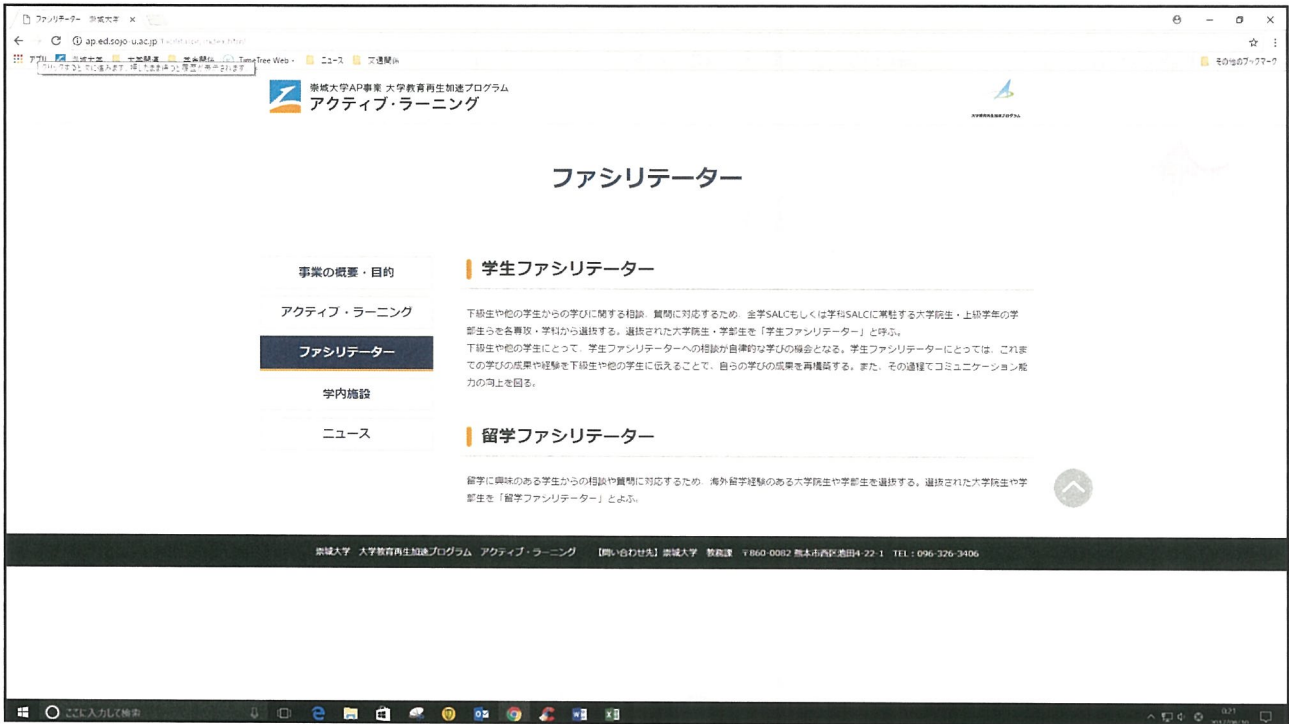 ファシリテーター 崇城大学
ap.ed.sojo-u.ac.jp
アプリ 崇城大学 大学関連 TimeTree Web - ニュース 交通関係 その他のブックマーク
崇城大学AP事業 大学教育再生加速プログラム
アクティブ・ラーニング
大学教育再生加速プログラム
ファシリテーター
事業の概要・目的
アクティブ・ラーニング
ファシリテーター
学内施設
ニュース
学生ファシリテーター
下級生や他の学生からの学びに関する相談、質問に対応するため、全学SALCもしくは学科SALCに常駐する大学院生・上級学年の学
部生らを各専攻・学科から選抜する。選抜された大学院生・学部生を「学生ファシリテーター」と呼ぶ。
下級生や他の学生にとって、学生ファシリテーターへの相談が自律的な学びの機会となる。学生ファシリテーターにとっては、これま
での学びの成果や経験を下級生や他の学生に伝えることで、自らの学びの成果を再構築する。また、その過程でコミュニケーション能
力の向上を図る。
留学ファシリテーター
留学に興味のある学生からの相談や質問に対応するため、海外留学経験のある大学院生や学部生を選抜する。選抜された大学院生や学
部生を「留学ファシリテーター」とよぶ。
崇城大学 大学教育再生加速プログラム アクティブ・ラーニング 【問い合わせ先】崇城大学 教務課 〒860-0082 熊本市西区池田4-22-1 TEL：096-326-3406
ここに入力して検索
0:21